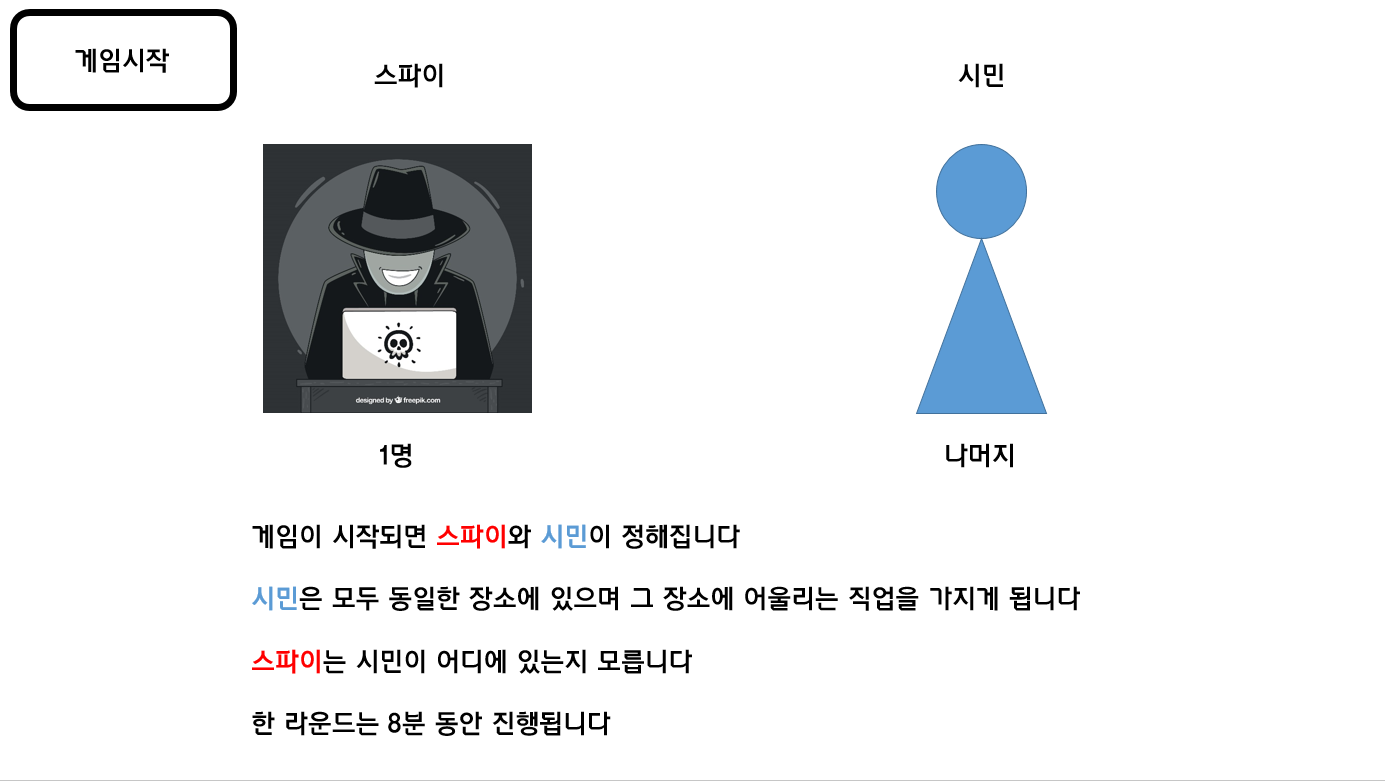 게임시작
스파이
시민
designed by freepik.com
1명
나머지
게임이 시작되면 스파이와 시민이 정해집니다
시민은 모두 동일한 장소에 있으며 그 장소에 어울리는 직업을 가지게 됩니다
스파이는 시민이 어디에 있는지 모릅니다
한 라운드는 8분 동안 진행됩니다